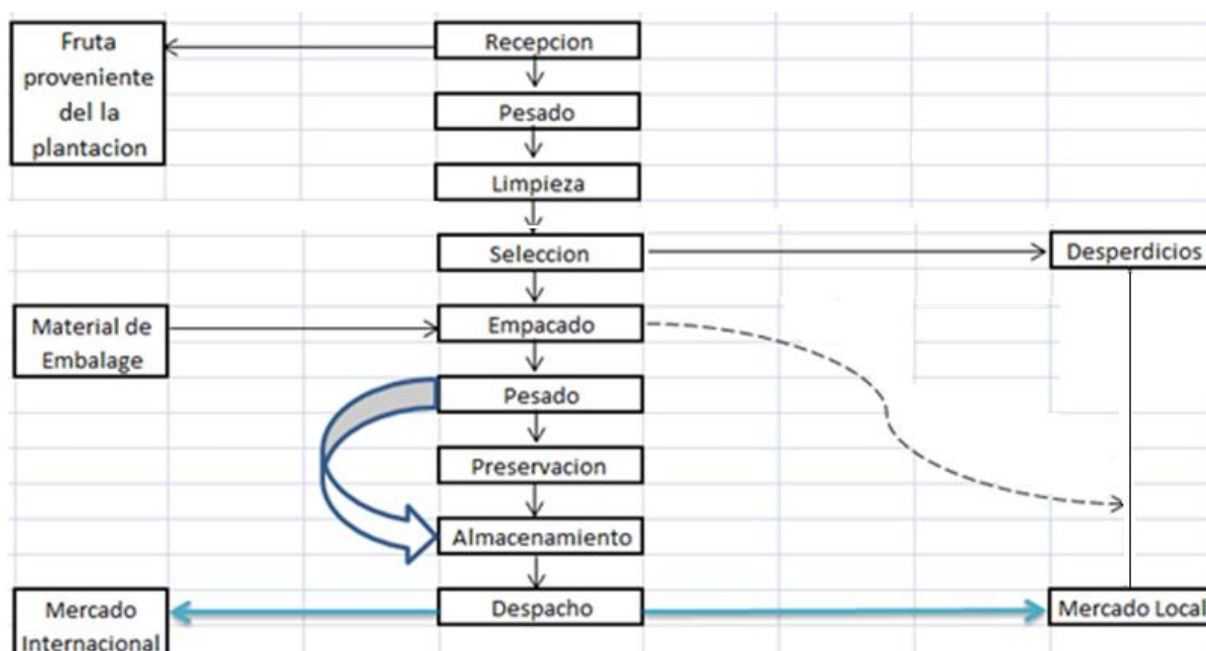 Fruta
proveniente
del la
plantacion
Recepcion
Pesado
Limpieza
Seleccion
Desperdicios
Material de
Embalage
Empacado
Pesado
Preservacion
Almacenamiento
Despacho
Mercado
Internacional
Mercado Local